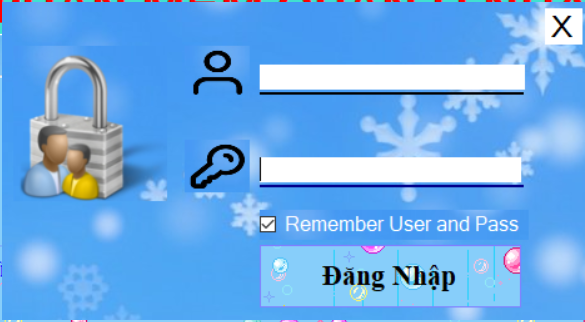 X
Remember User and Pass
Đăng Nhập